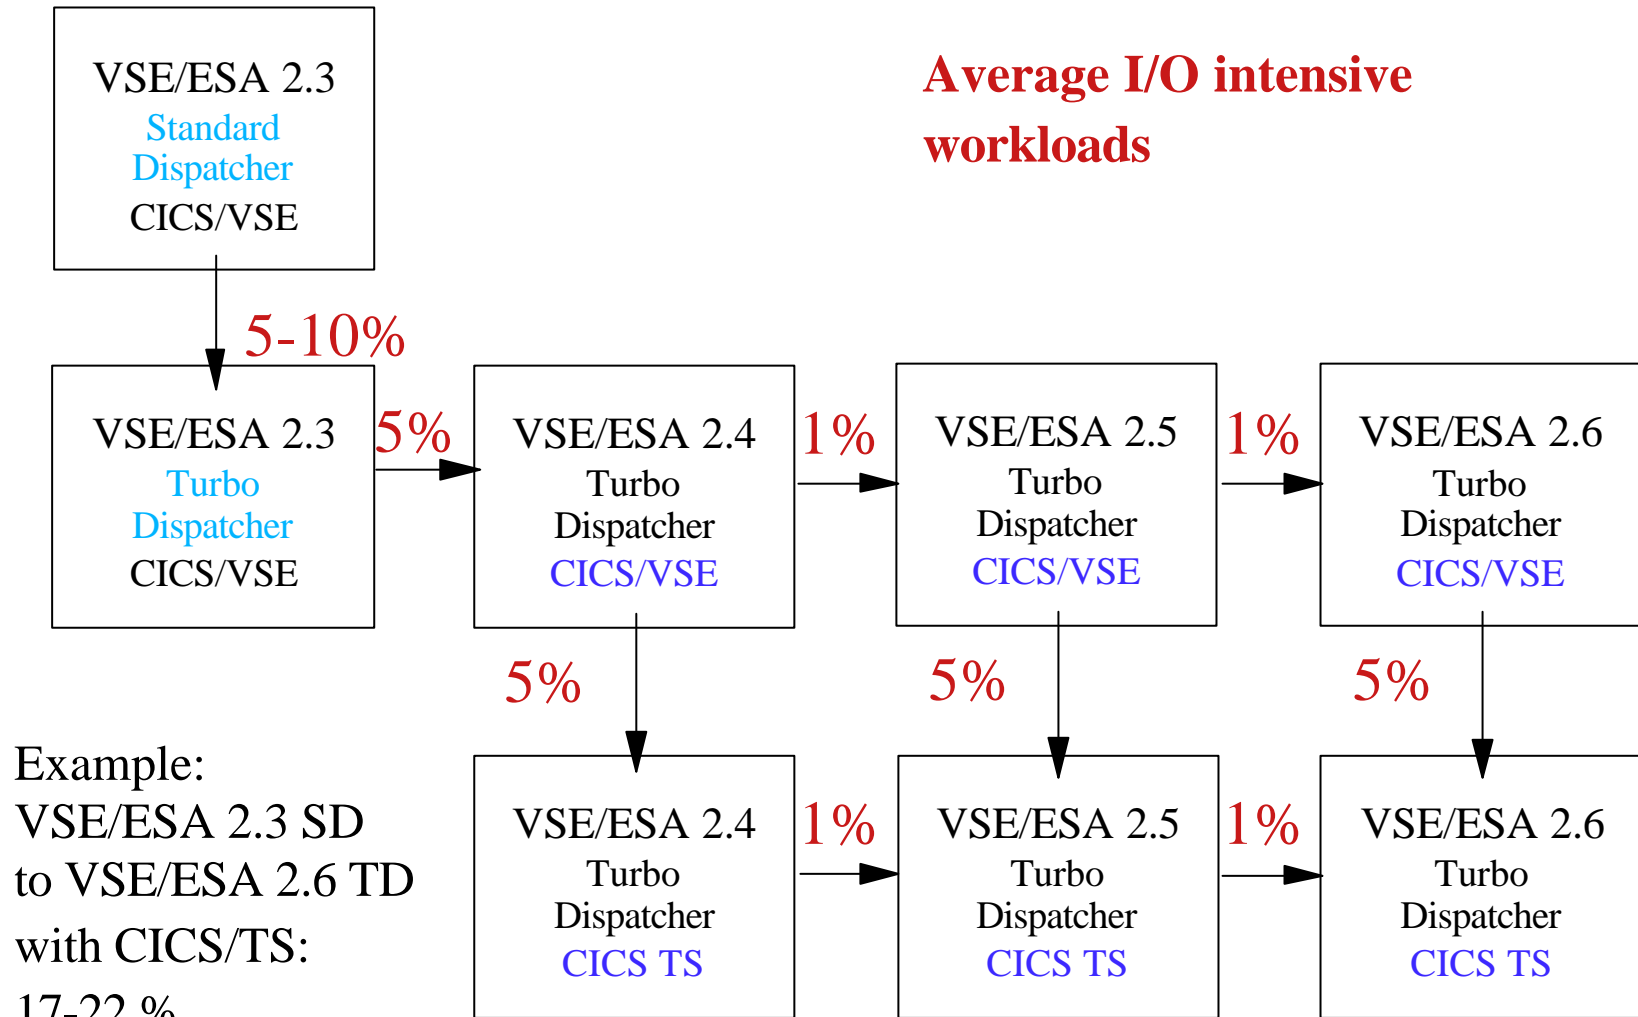 VSE/ESA 2.3
Standard
Dispatcher
CICS/VSE
Average I/O intensive
workloads
5-10%
VSE/ESA 2.3
Turbo
Dispatcher
CICS/VSE
5%
VSE/ESA 2.4
Turbo
Dispatcher
CICS/VSE
1%
VSE/ESA 2.5
Turbo
Dispatcher
CICS/VSE
1%
VSE/ESA 2.6
Turbo
Dispatcher
CICS/VSE
5%
5%
5%
Example:
VSE/ESA 2.3 SD
to VSE/ESA 2.6 TD
with CICS/TS:
17-22 %
VSE/ESA 2.4
Turbo
Dispatcher
CICS TS
1%
VSE/ESA 2.5
Turbo
Dispatcher
CICS TS
1%
VSE/ESA 2.6
Turbo
Dispatcher
CICS TS